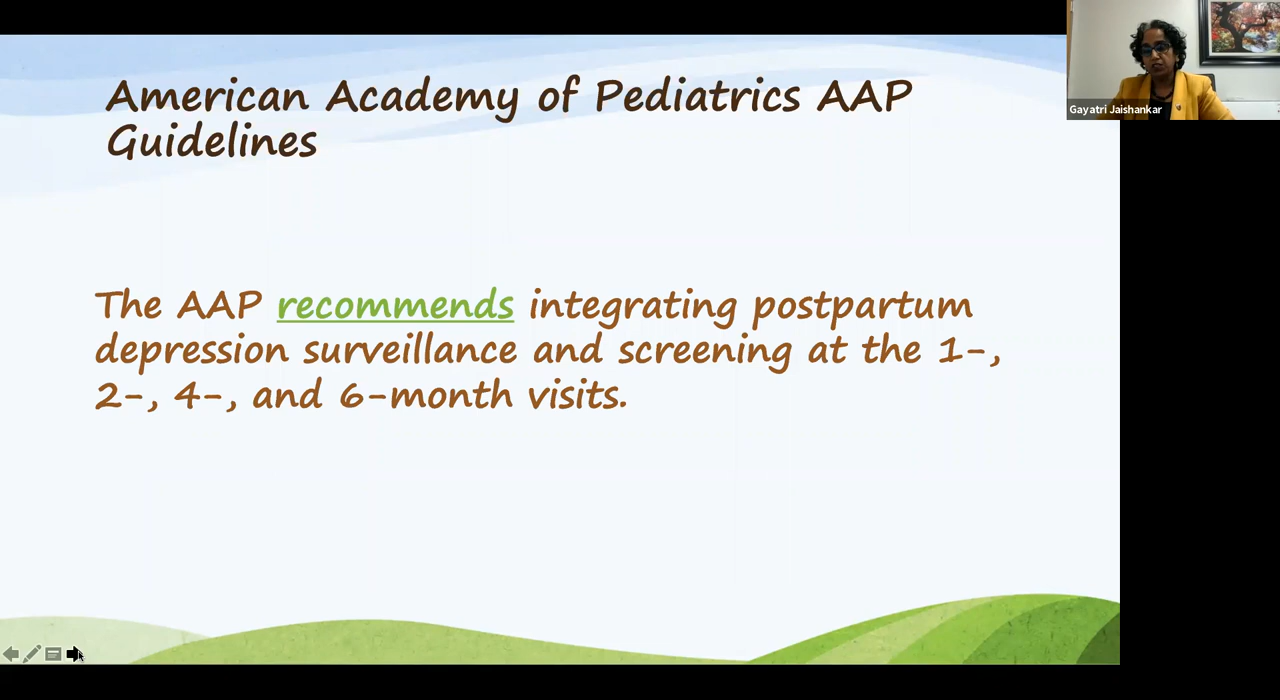 American Academy of Pediatrics AAP
Guidelines
Gayatri Jaishankar
The AAP recommends integrating postpartum
depression surveillance and screening at the 1-,
2-, 4-, and 6-month visits.